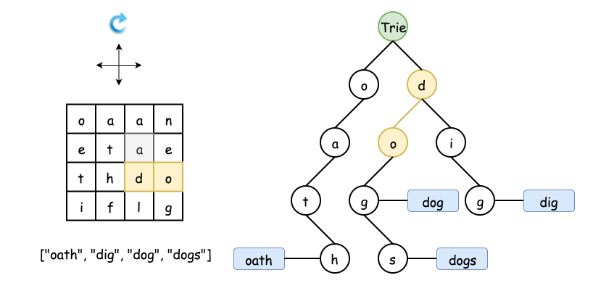 o a a n
e t a e
t h d o
i f l g
["oath", "dig", "dog", "dogs"]
Trie
o d
a o i
t g dog g dig
oath h s dogs